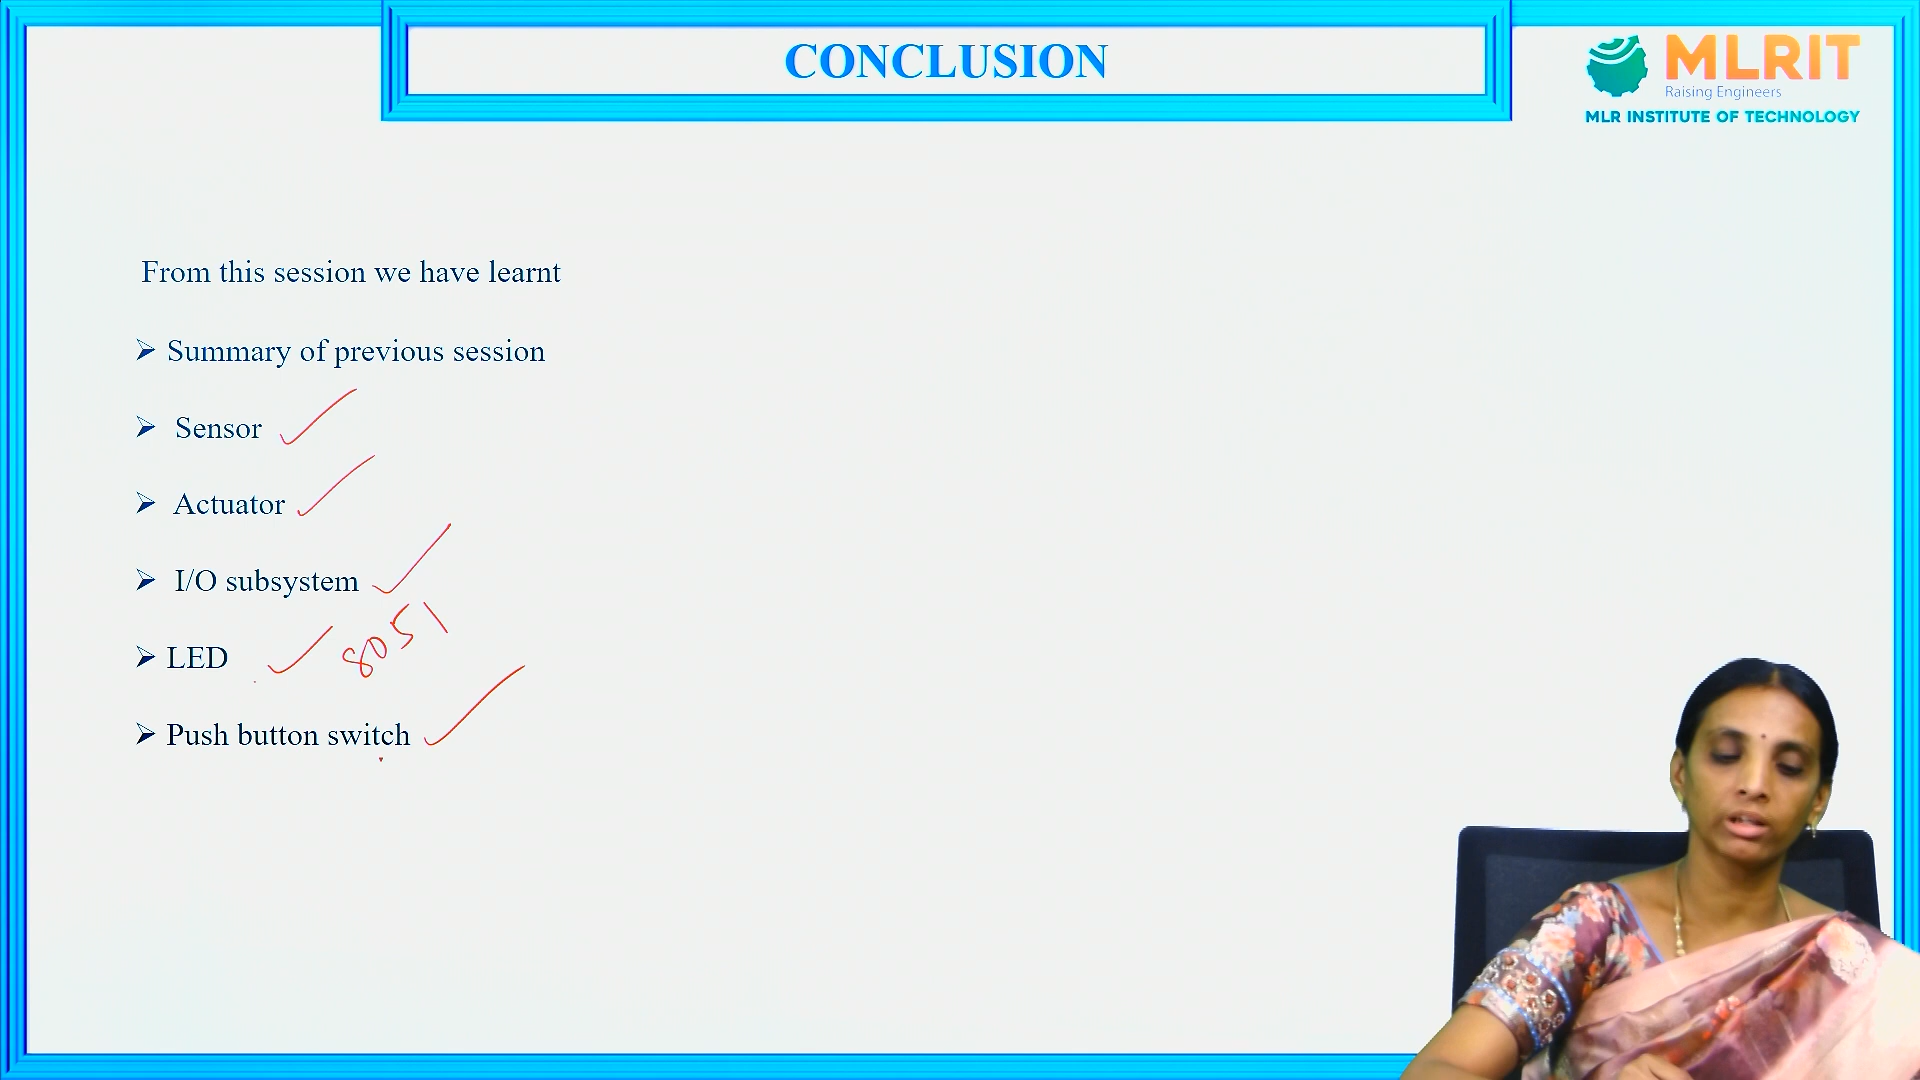 CONCLUSION
MLRIT
Raising Engineers
MLR INSTITUTE OF TECHNOLOGY
From this session we have learnt
➢ Summary of previous session
➢ Sensor
➢ Actuator
➢ I/O subsystem
➢ LED 8051
➢ Push button switch